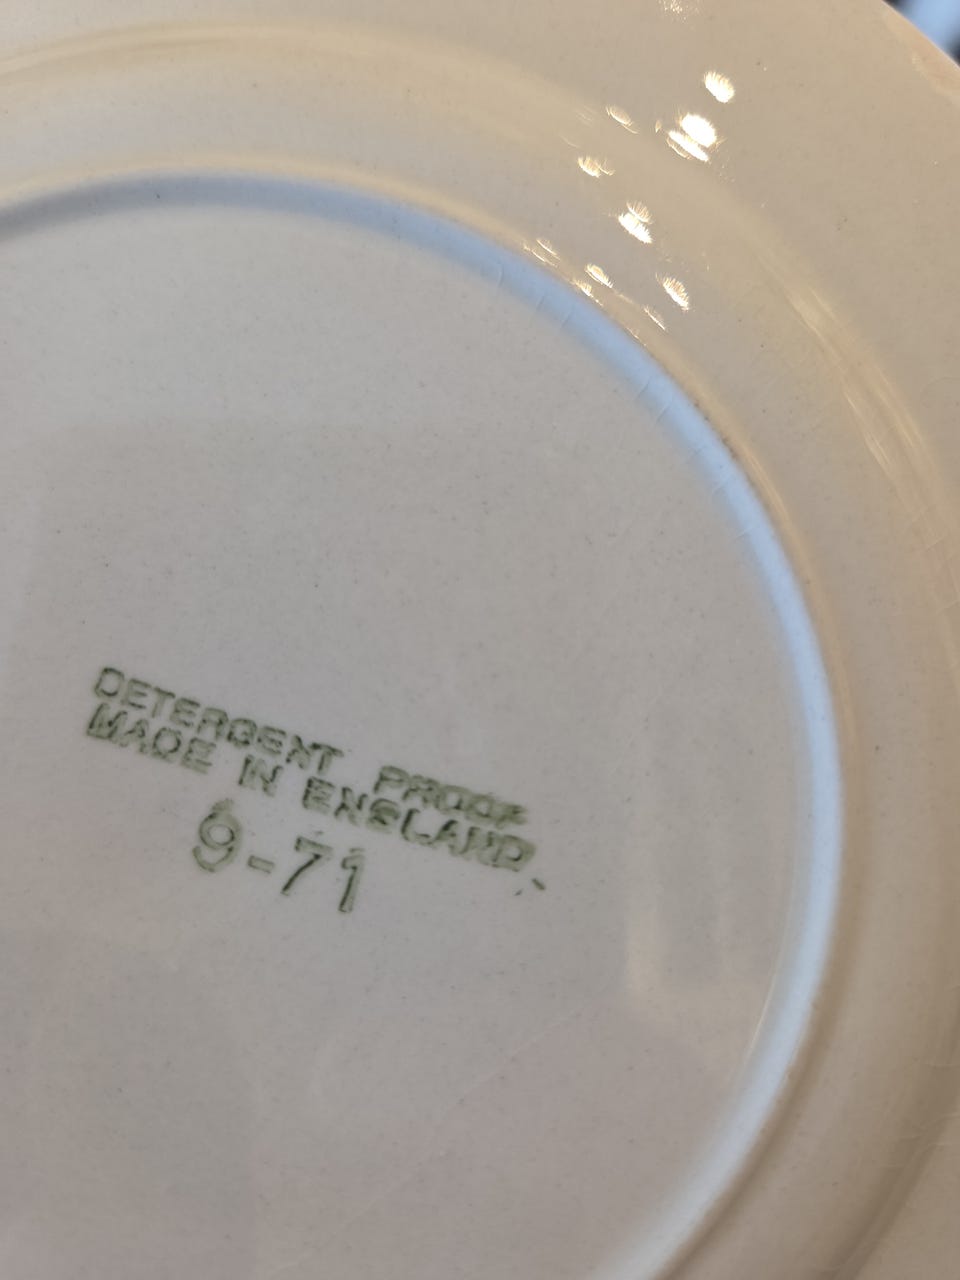 DETERGENT PROOF
MADE IN ENGLAND
9-71